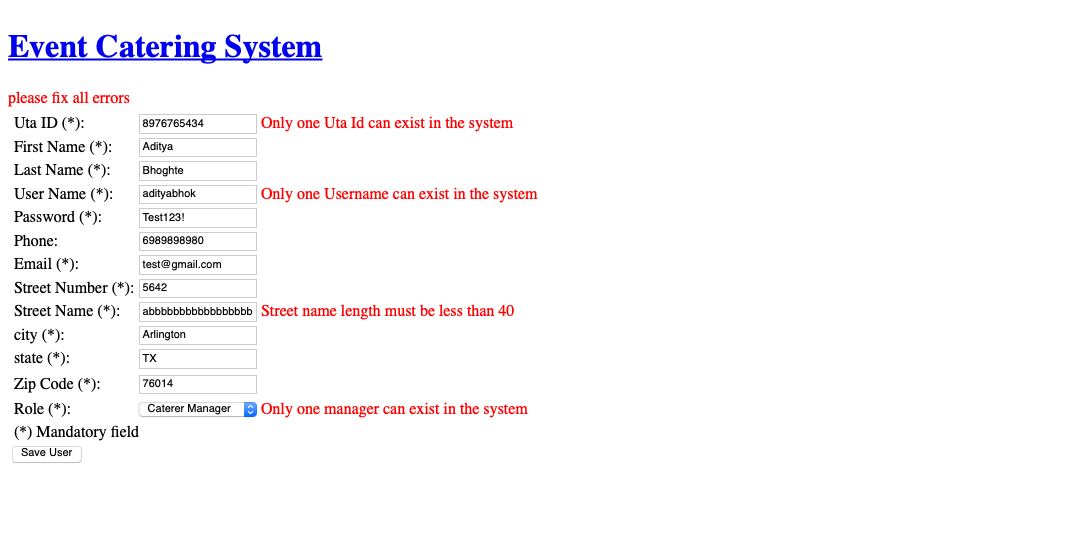 Event Catering System
please fix all errors
Uta ID (*): 8976765434 Only one Uta Id can exist in the system
First Name (*): Aditya
Last Name (*): Bhoghte
User Name (*): adityabhok Only one Username can exist in the system
Password (*): Test123!
Phone: 6989898980
Email (*): test@gmail.com
Street Number (*): 5642
Street Name (*): abbbbbbbbbbbbbbbbb Street name length must be less than 40
city (*): Arlington
state (*): TX
Zip Code (*): 76014
Role (*): Caterer Manager Only one manager can exist in the system
(*) Mandatory field
Save User